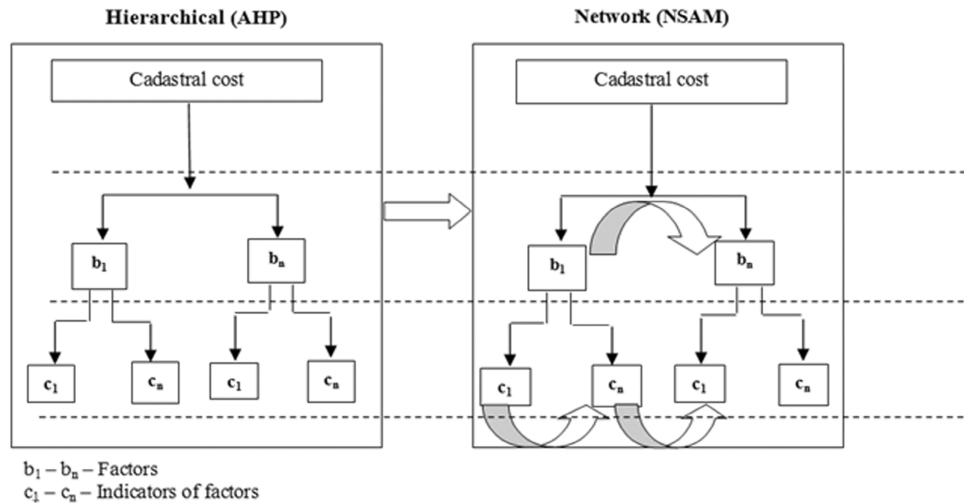 Hierarchical (AHP)
Network (NSAM)
Cadastral cost
Cadastral cost
b₁
bₙ
b₁
bₙ
c₁
cₙ
c₁
cₙ
c₁
cₙ
c₁
cₙ
b₁ – bₙ – Factors
c₁ – cₙ – Indicators of factors